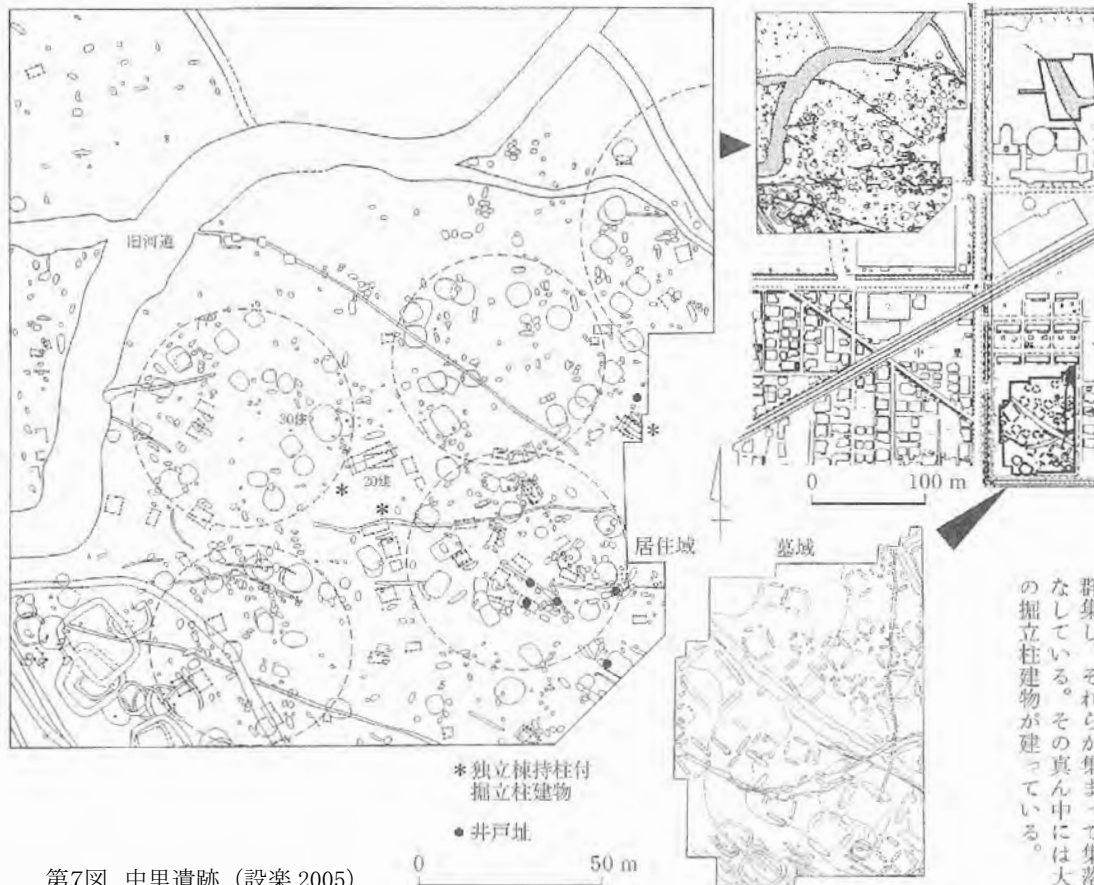 旧河道
30住
20住
居住域
墓域
中里
0 100 m
*独立棟持柱付
掘立柱建物
●井戸址
0 50 m
群集し、それらが集まって集落
なしている。その真ん中には大
の掘立柱建物が建っている。
第7図 中里遺跡（設楽 2005）